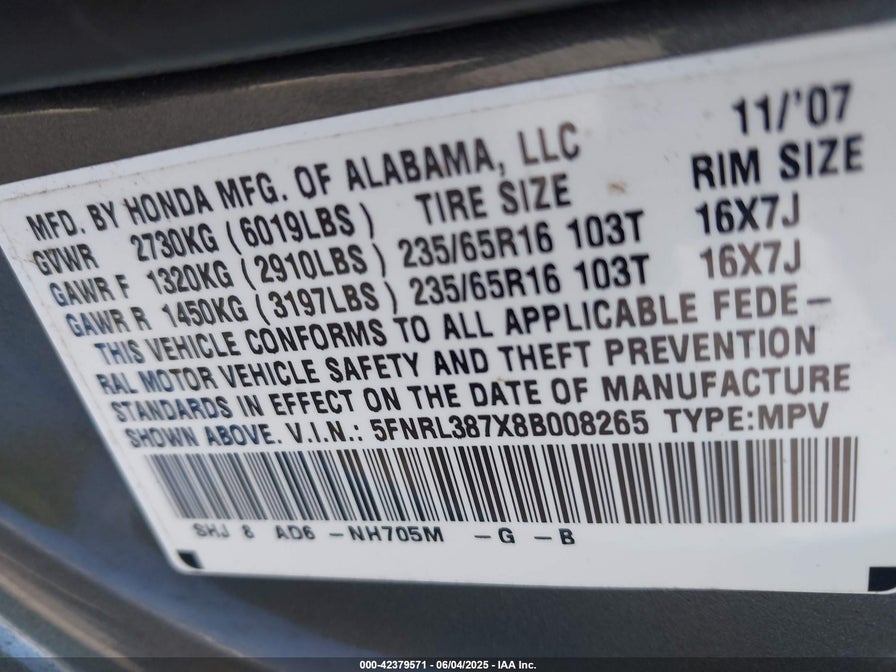 11/'07
MFD. BY HONDA MFG. OF ALABAMA, LLC
GVWR 2730KG (6019LBS) TIRE SIZE RIM SIZE
GAWR F 1320KG (2910LBS) 235/65R16 103T 16X7J
GAWR R 1450KG (3197LBS) 235/65R16 103T 16X7J
THIS VEHICLE CONFORMS TO ALL APPLICABLE FEDE-
RAL MOTOR VEHICLE SAFETY AND THEFT PREVENTION
STANDARDS IN EFFECT ON THE DATE OF MANUFACTURE
SHOWN ABOVE. V.I.N.: 5FNRL387X8B008265 TYPE:MPV
SHJ 8 AD6 -NH705M -G -B
000-42379571 - 06/04/2025 - IAA Inc.